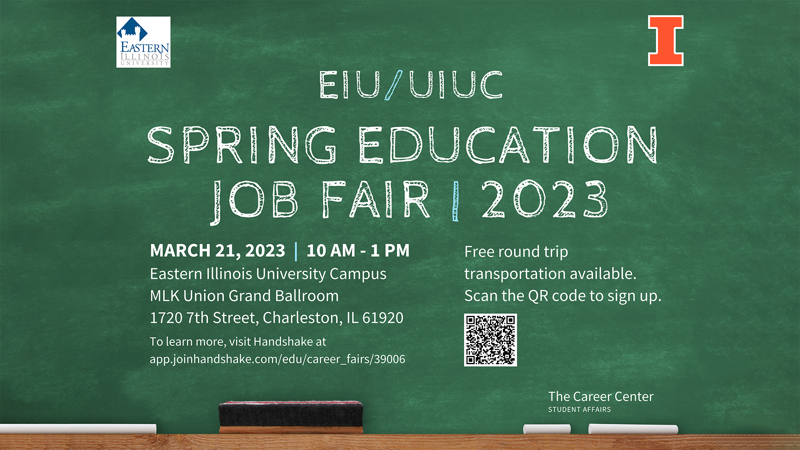 EASTERN
ILLINOIS
UNIVERSITY
I
EIU/UIUC
SPRING EDUCATION
JOB FAIR | 2023
MARCH 21, 2023 | 10 AM - 1 PM
Eastern Illinois University Campus
MLK Union Grand Ballroom
1720 7th Street, Charleston, IL 61920
To learn more, visit Handshake at
app.joinhandshake.com/edu/career_fairs/39006
Free round trip
transportation available.
Scan the QR code to sign up.
The Career Center
STUDENT AFFAIRS